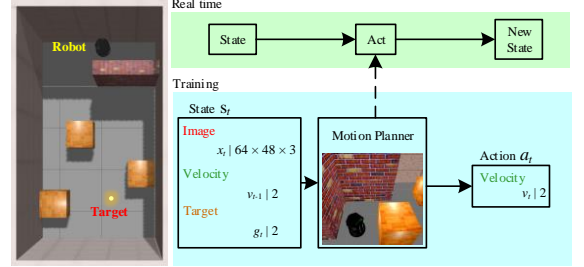 Real time
Robot
State
Act
New
State
Training
State s_t
Image
x_t | 64 × 48 × 3
Velocity
v_{t-1} | 2
Target
g_t | 2
Motion Planner
Action a_t
Velocity
v_t | 2
Target